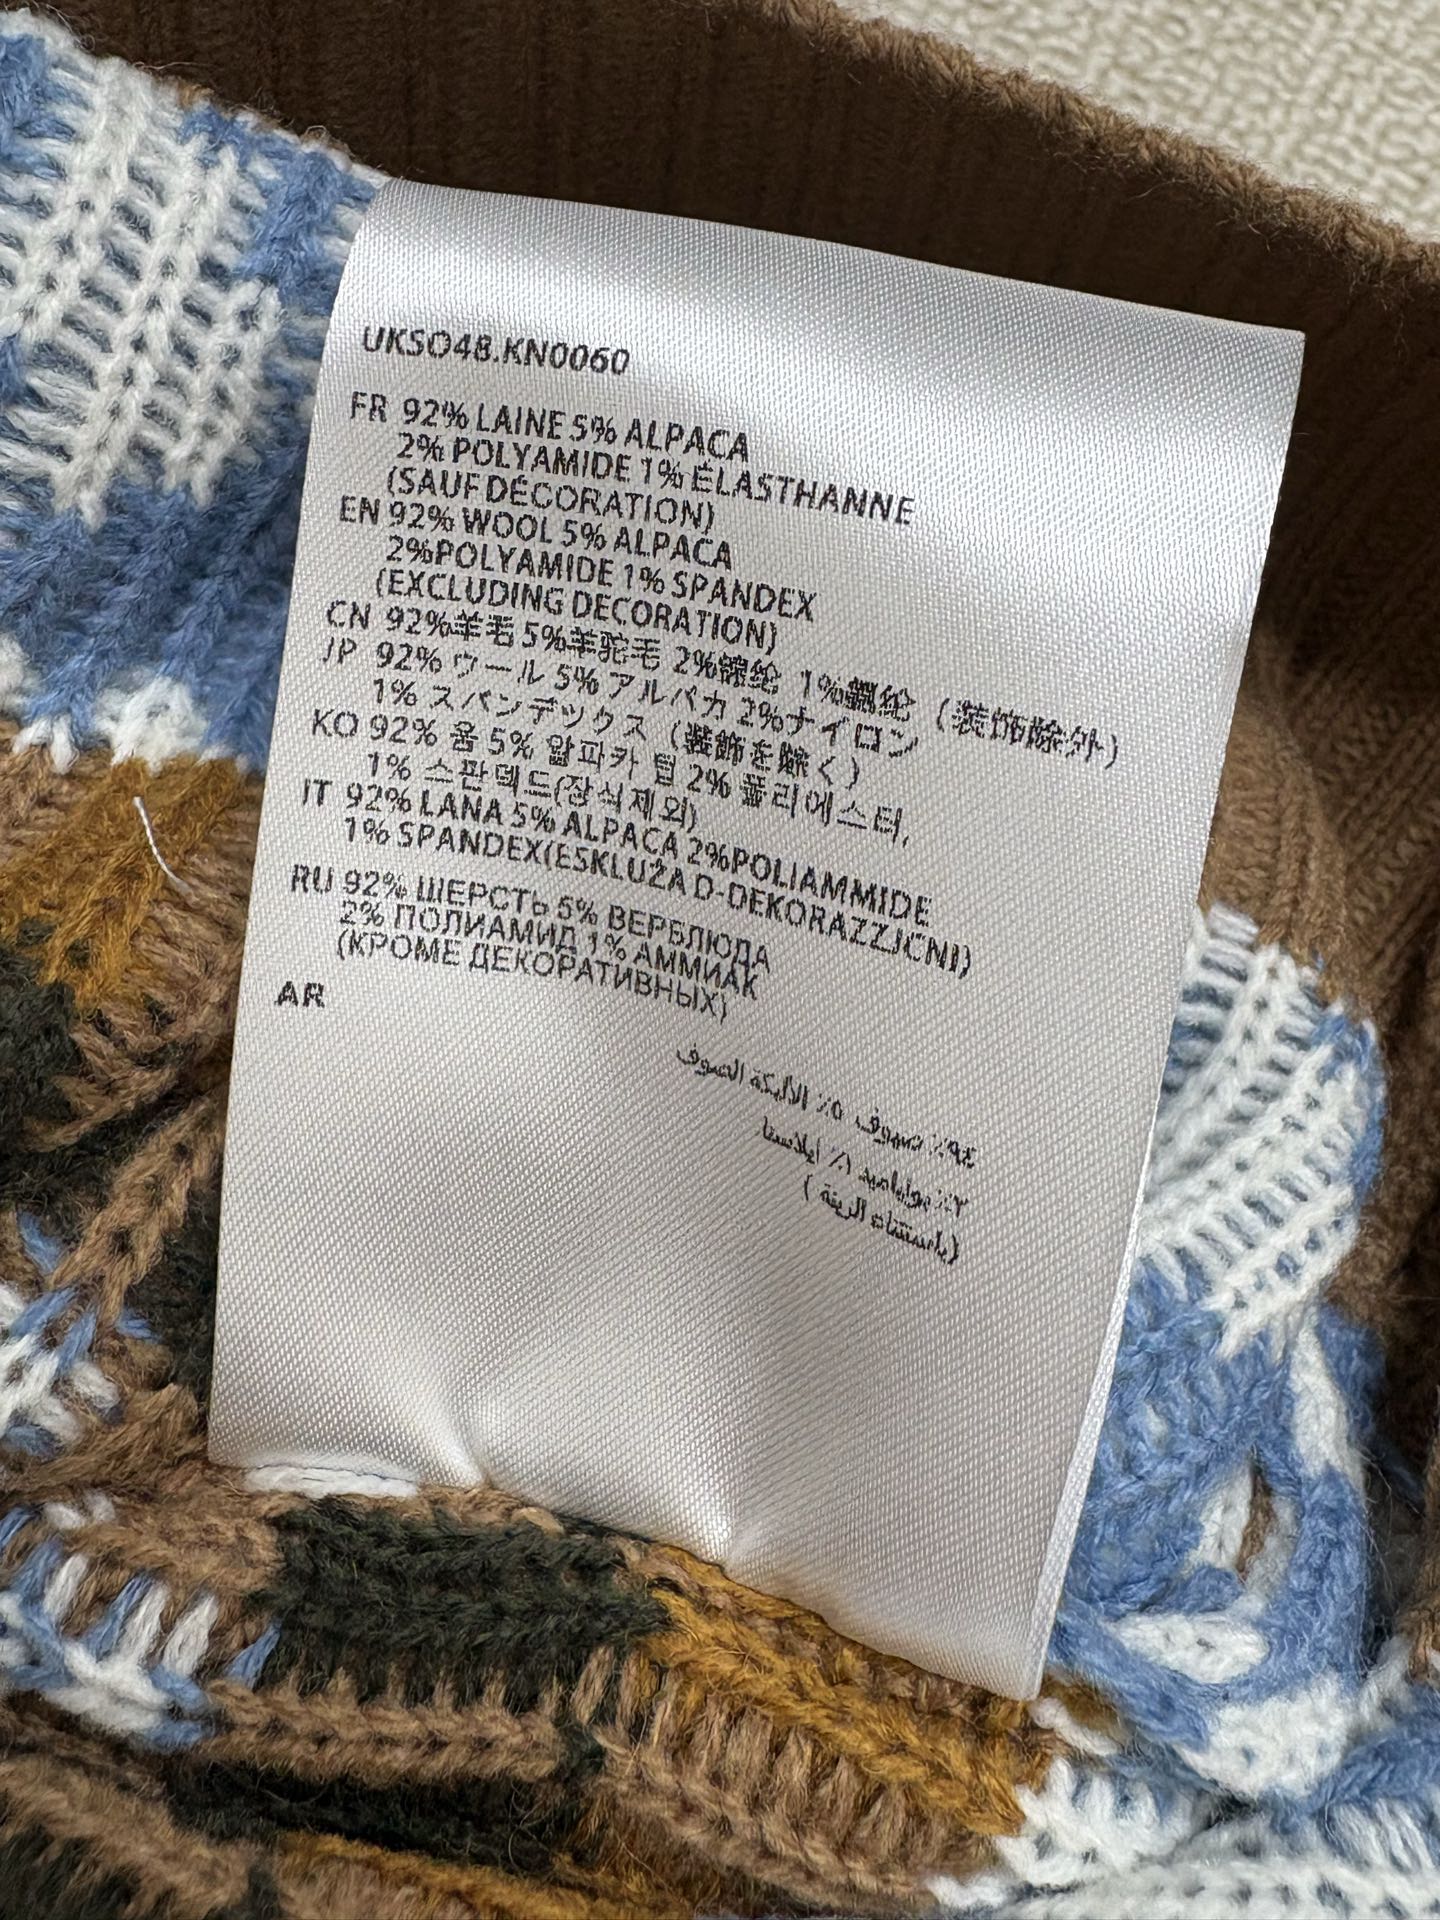 UKSO48.KN0060
FR 92% LAINE 5% ALPACA
2% POLYAMIDE 1% ÉLASTHANNE
(SAUF DÉCORATION)
EN 92% WOOL 5% ALPACA
2%POLYAMIDE 1% SPANDEX
(EXCLUDING DECORATION)
CN 92%羊毛 5%羊驼毛 2%锦纶 1%氨纶（装饰除外）
JP 92% ウール 5% アルパカ 2%ナイロン
1% スパンデックス（装飾を除く）
KO 92% 울 5% 알파카 털 2% 폴리에스터,
1% 스판덱드(장식제외)
IT 92% LANA 5% ALPACA 2%POLIAMMIDE
1% SPANDEX(ESKLUŻA D-DEKORAZZJCNI)
RU 92% ШЕРСТЬ 5% ВЕРБЛЮДА
2% ПОЛИАМИД 1% АММИАК
(КРОМЕ ДЕКОРАТИВНЫХ)
AR